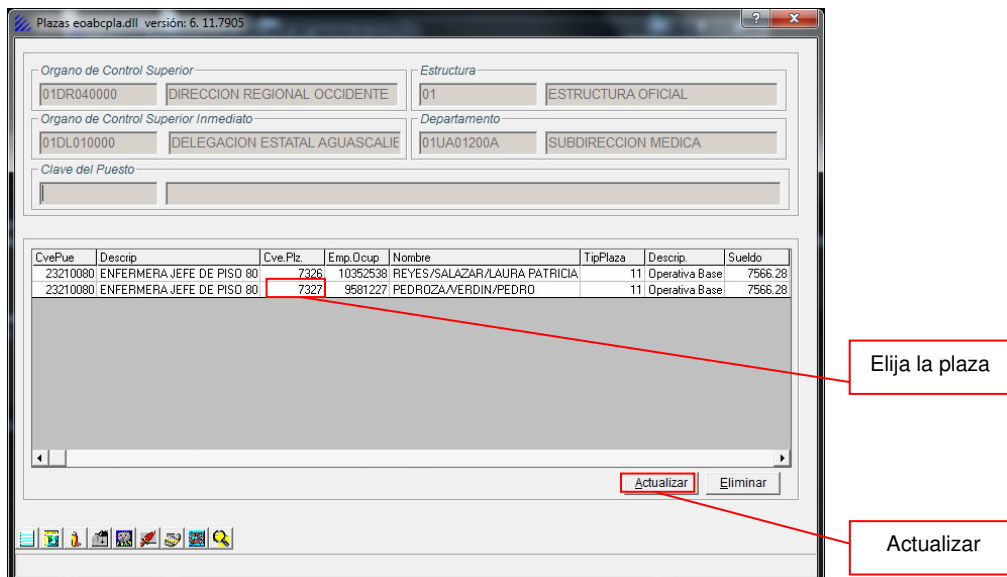 Plazas eoabcpla.dll versión: 6. 11.7905
Organo de Control Superior
Estructura
01DR040000 DIRECCION REGIONAL OCCIDENTE 01 ESTRUCTURA OFICIAL
Organo de Control Superior Inmediato
Departamento
01DL010000 DELEGACION ESTATAL AGUASCALIE 01UA01200A SUBDIRECCION MEDICA
Clave del Puesto
CvePue Descrip Cve.Plz. Emp.Ocup Nombre TipPlaza Descrip. Sueldo
23210080 ENFERMERA JEFE DE PISO 80 7326 10352538 REYES/SALAZAR/LAURA PATRICIA 11 Operativa Base 7566.28
23210080 ENFERMERA JEFE DE PISO 80 7327 9581227 PEDROZA/VERDIN/PEDRO 11 Operativa Base 7566.28
Elija la plaza
Actualizar Eliminar
Actualizar